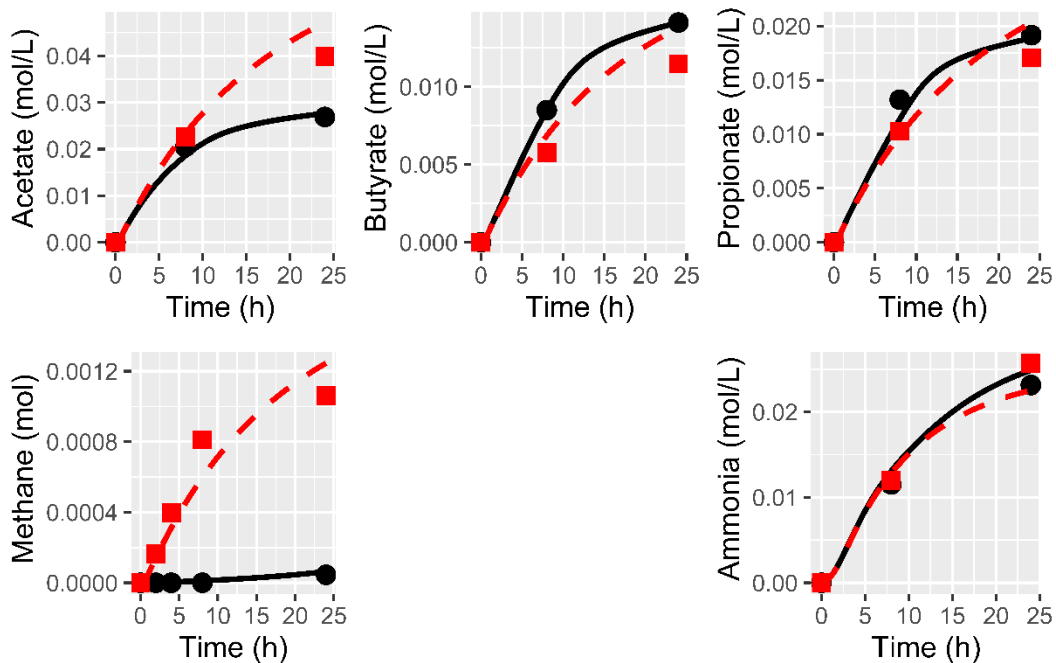 Acetate (mol/L)
0.04
0.03
0.02
0.01
0.00
0 5 10 15 20 25
Time (h)
Butyrate (mol/L)
0.010
0.005
0.000
0 5 10 15 20 25
Time (h)
Propionate (mol/L)
0.020
0.015
0.010
0.005
0.000
0 5 10 15 20 25
Time (h)
Methane (mol)
0.0012
0.0008
0.0004
0.0000
0 5 10 15 20 25
Time (h)
Ammonia (mol/L)
0.02
0.01
0.00
0 5 10 15 20 25
Time (h)